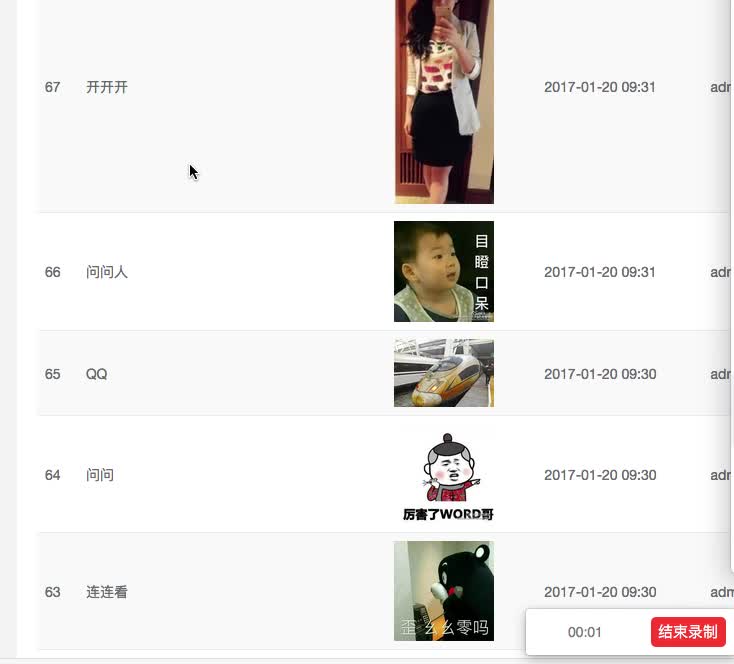 67 开开开 2017-01-20 09:31 adr
66 问问人 目瞪口呆 2017-01-20 09:31 adr
65 QQ 2017-01-20 09:30 adr
64 问问 厉害了WORD哥 2017-01-20 09:30 adr
63 连连看 歪 幺幺零吗 2017-01-20 09:30 adm
00:01 结束录制